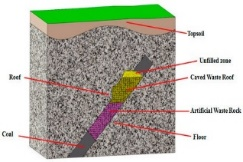 Topsoil
Unfilled zone
Roof
Caved Waste Roof
Artificial Waste Rock
Coal
Floor